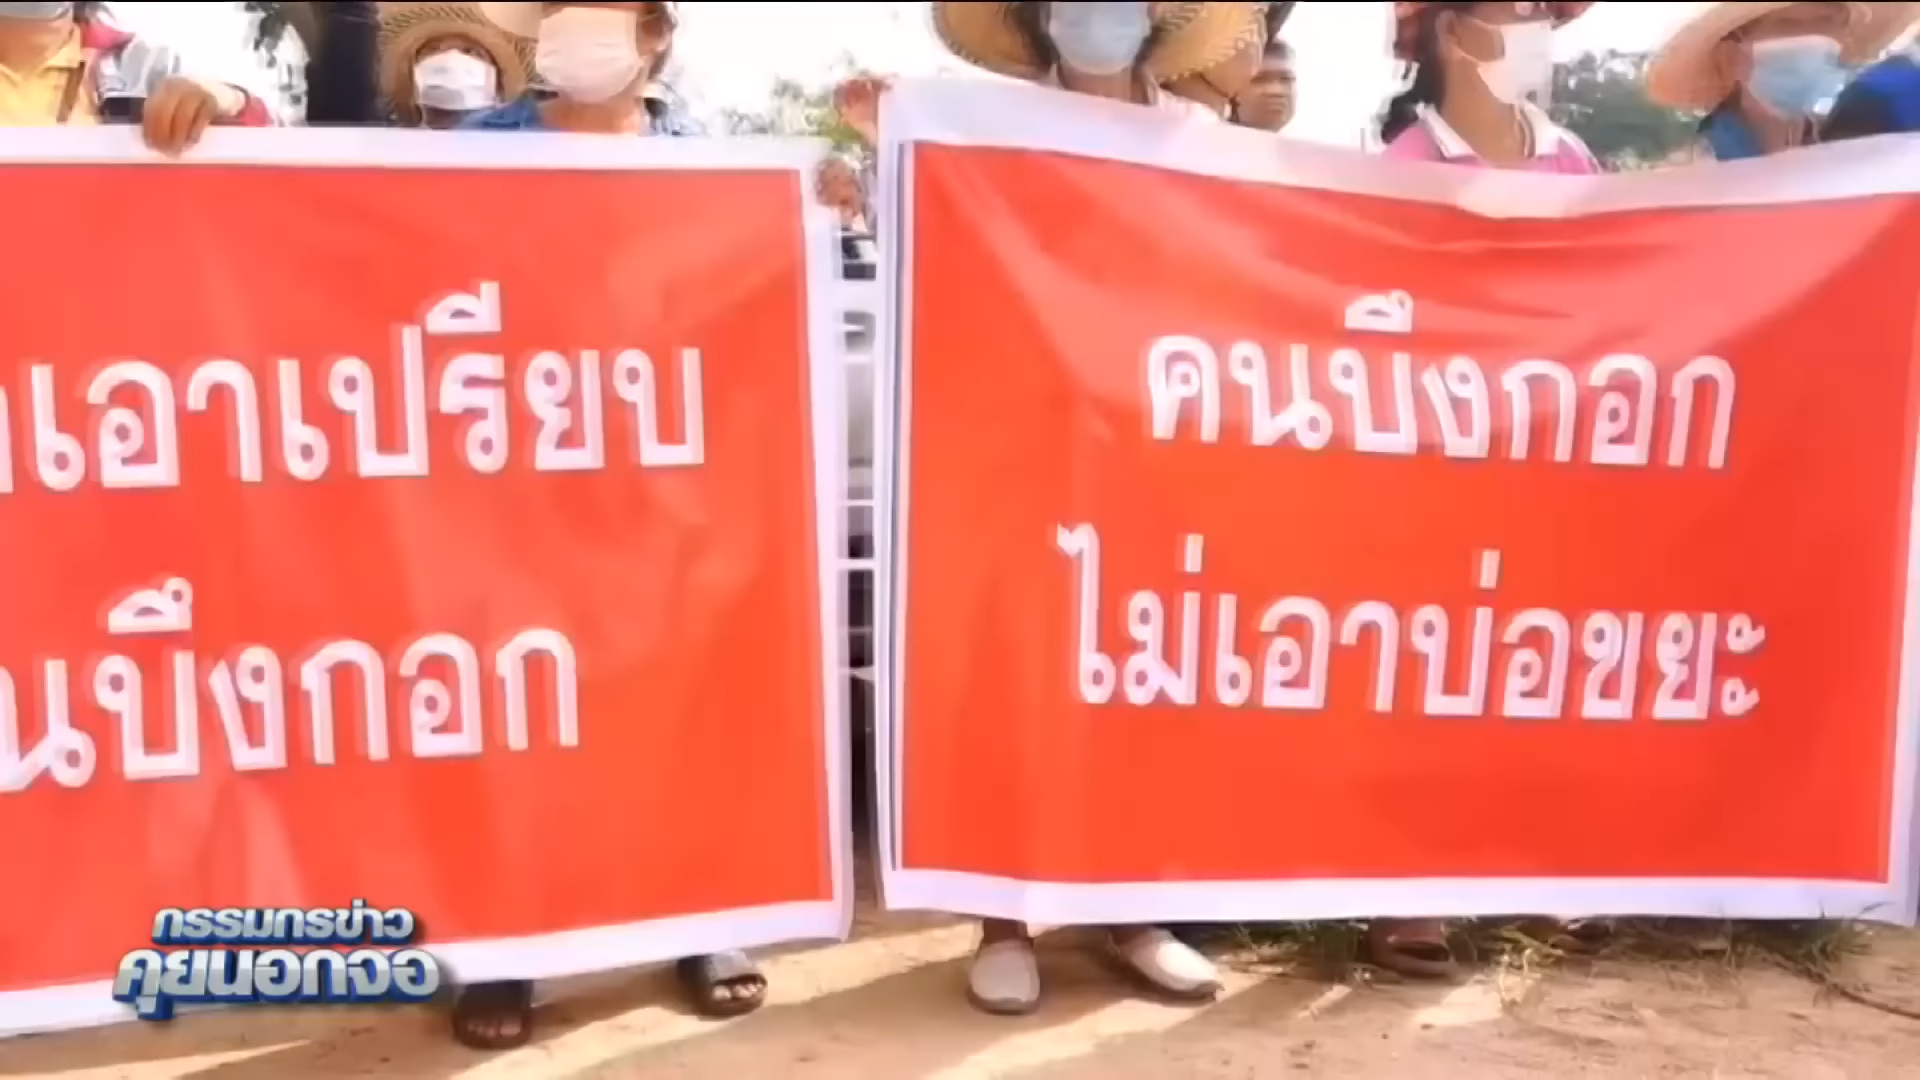 เอาเปรียบ
นบึงกอก
คนบึงกอก
ไม่เอาบ่อขยะ
กรรมกรข่าว
คุยนอกจอ